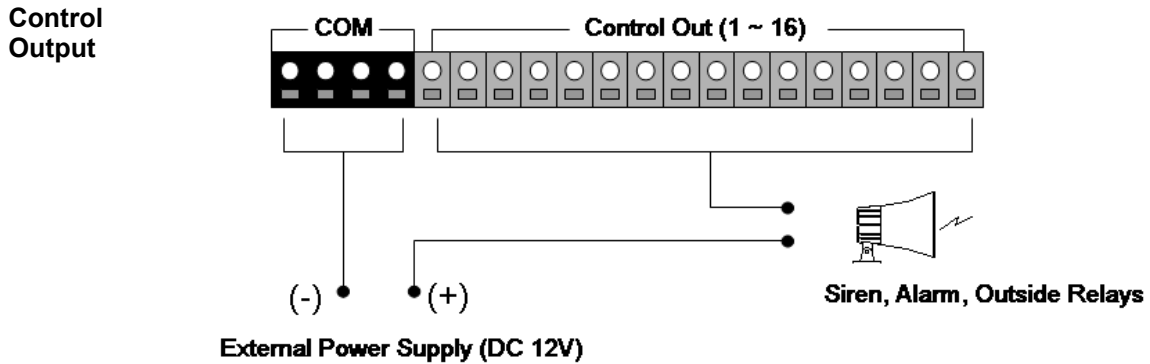 Control
Output
COM
Control Out (1 ~ 16)
(-)
(+)
Siren, Alarm, Outside Relays
External Power Supply (DC 12V)